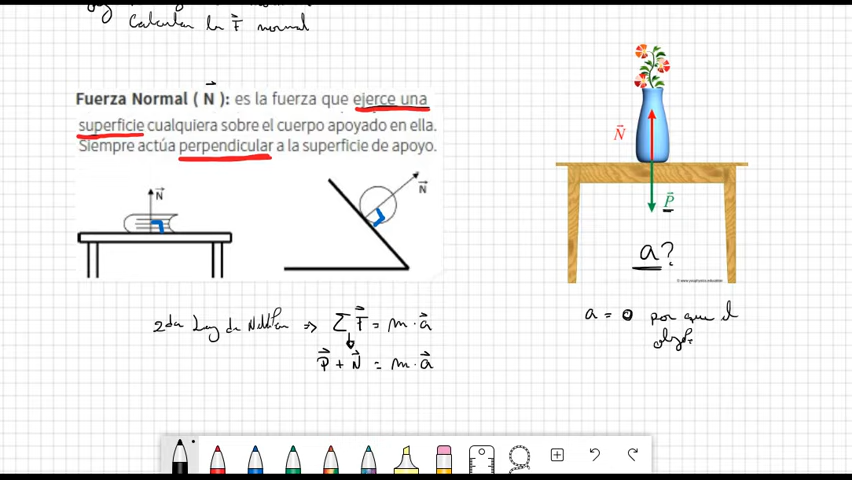 Calcular la F normal
Fuerza Normal ( N ): es la fuerza que ejerce una
superficie cualquiera sobre el cuerpo apoyado en ella.
Siempre actúa perpendicular a la superficie de apoyo.
N
N
N
P
a?
2da Ley de Newton ⇒ Σ F = m · a
P + N = m · a
a = 0 por que el
objet